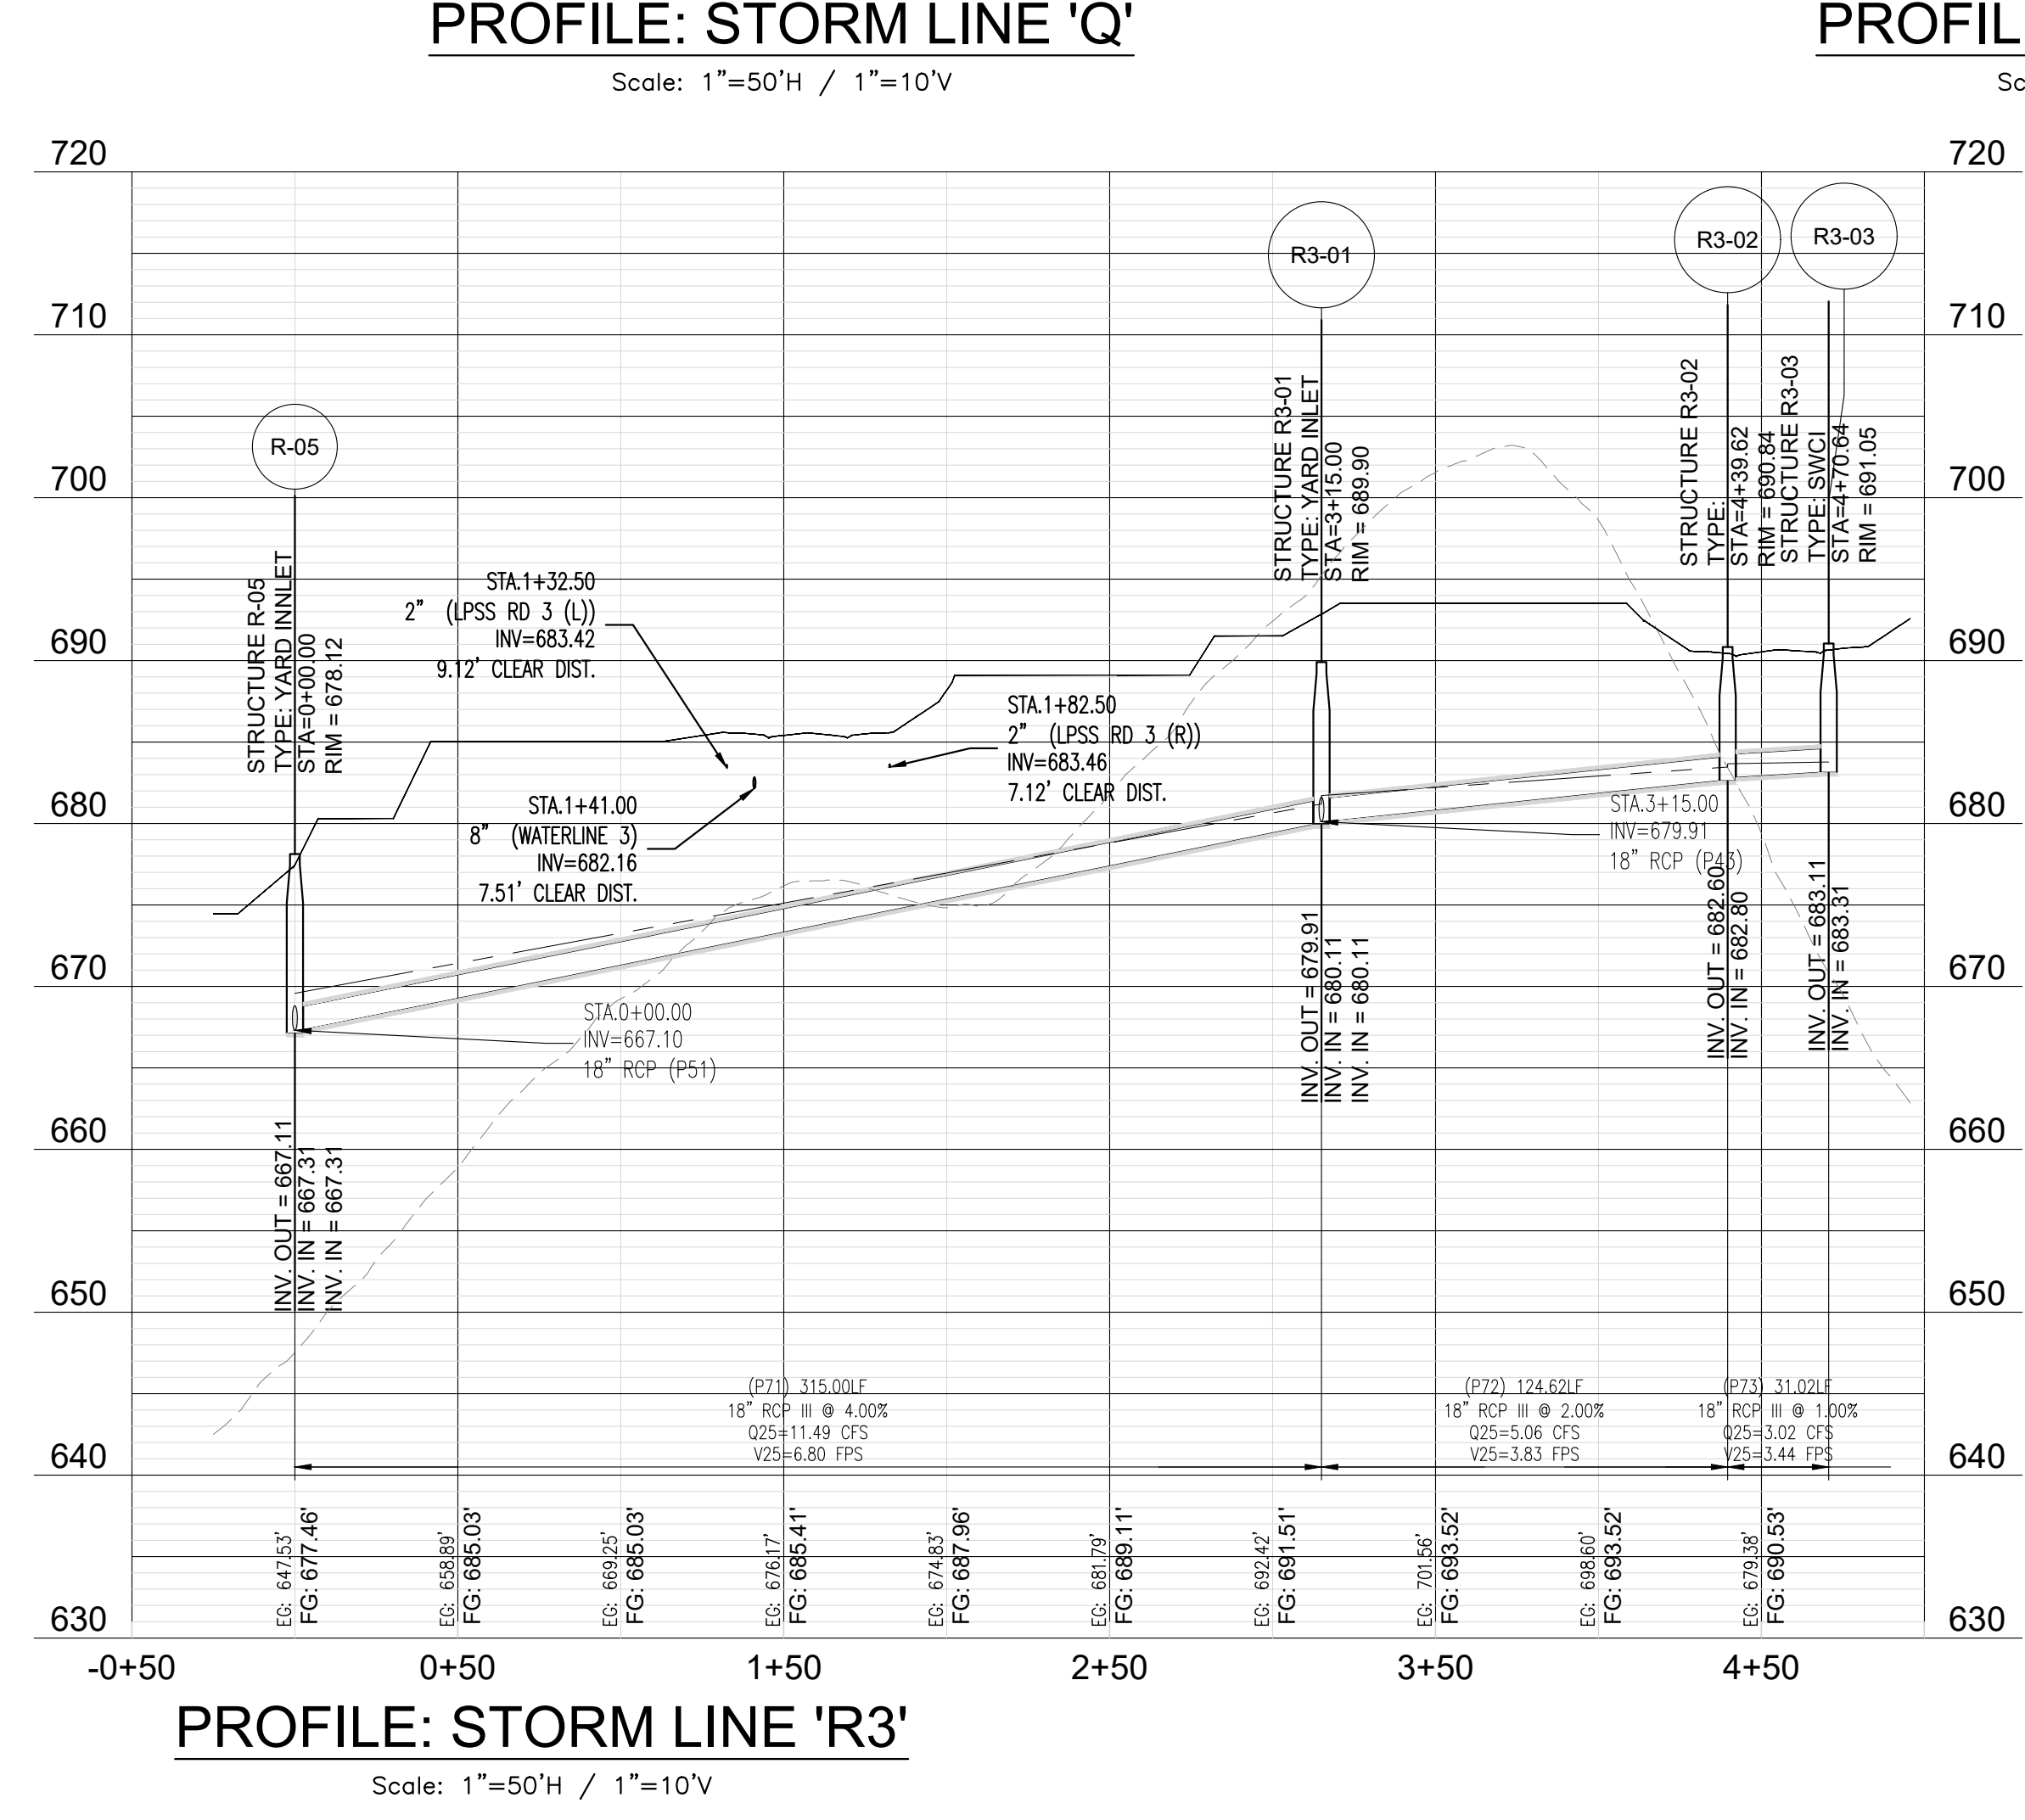 PROFILE: STORM LINE 'Q'
Scale: 1"=50'H / 1"=10'V
PROFIL
Sc
720
710
700
690
680
670
660
650
640
630
720
710
700
690
680
670
660
650
640
630
R-05
STRUCTURE R-05
TYPE: YARD INNLET
STA=0+00.00
RIM = 678.12
STA.1+32.50
2" (LPSS RD 3 (L))
INV=683.42
9.12' CLEAR DIST.
STA.1+41.00
8" (WATERLINE 3)
INV=682.16
7.51' CLEAR DIST.
STA.1+82.50
2" (LPSS RD 3 (R))
INV=683.46
7.12' CLEAR DIST.
R3-01
STRUCTURE R3-01
TYPE: YARD INLET
STA=3+15.00
RIM = 689.90
R3-02
STRUCTURE R3-02
TYPE:
STA=4+39.62
RIM = 690.84
R3-03
STRUCTURE R3-03
TYPE: SWCI
STA=4+70.64
RIM = 691.05
STA.0+00.00
INV=667.10
18" RCP (P51)
STA.3+15.00
INV=679.91
18" RCP (P43)
INV. OUT = 667.11
INV. IN = 667.31
INV. IN = 667.31
INV. OUT = 679.91
INV. IN = 680.11
INV. IN = 680.11
INV. OUT = 682.60
INV. IN = 682.80
INV. OUT = 683.11
INV. IN = 683.31
(P71) 315.00LF
18" RCP III @ 4.00%
Q25=11.49 CFS
V25=6.80 FPS
(P72) 124.62LF
18" RCP III @ 2.00%
Q25=5.06 CFS
V25=3.83 FPS
(P73) 31.02LF
18" RCP III @ 1.00%
Q25=3.02 CFS
V25=3.44 FPS
EG: 647.53'
FG: 677.46'
EG: 658.89'
FG: 685.03'
EG: 669.25'
FG: 685.03'
EG: 676.17'
FG: 685.41'
EG: 674.83'
FG: 687.96'
EG: 681.79'
FG: 689.11'
EG: 692.42'
FG: 691.51'
EG: 701.56'
FG: 693.52'
EG: 698.60'
FG: 693.52'
EG: 679.38'
FG: 690.53'
-0+50
0+50
1+50
2+50
3+50
4+50
PROFILE: STORM LINE 'R3'
Scale: 1"=50'H / 1"=10'V